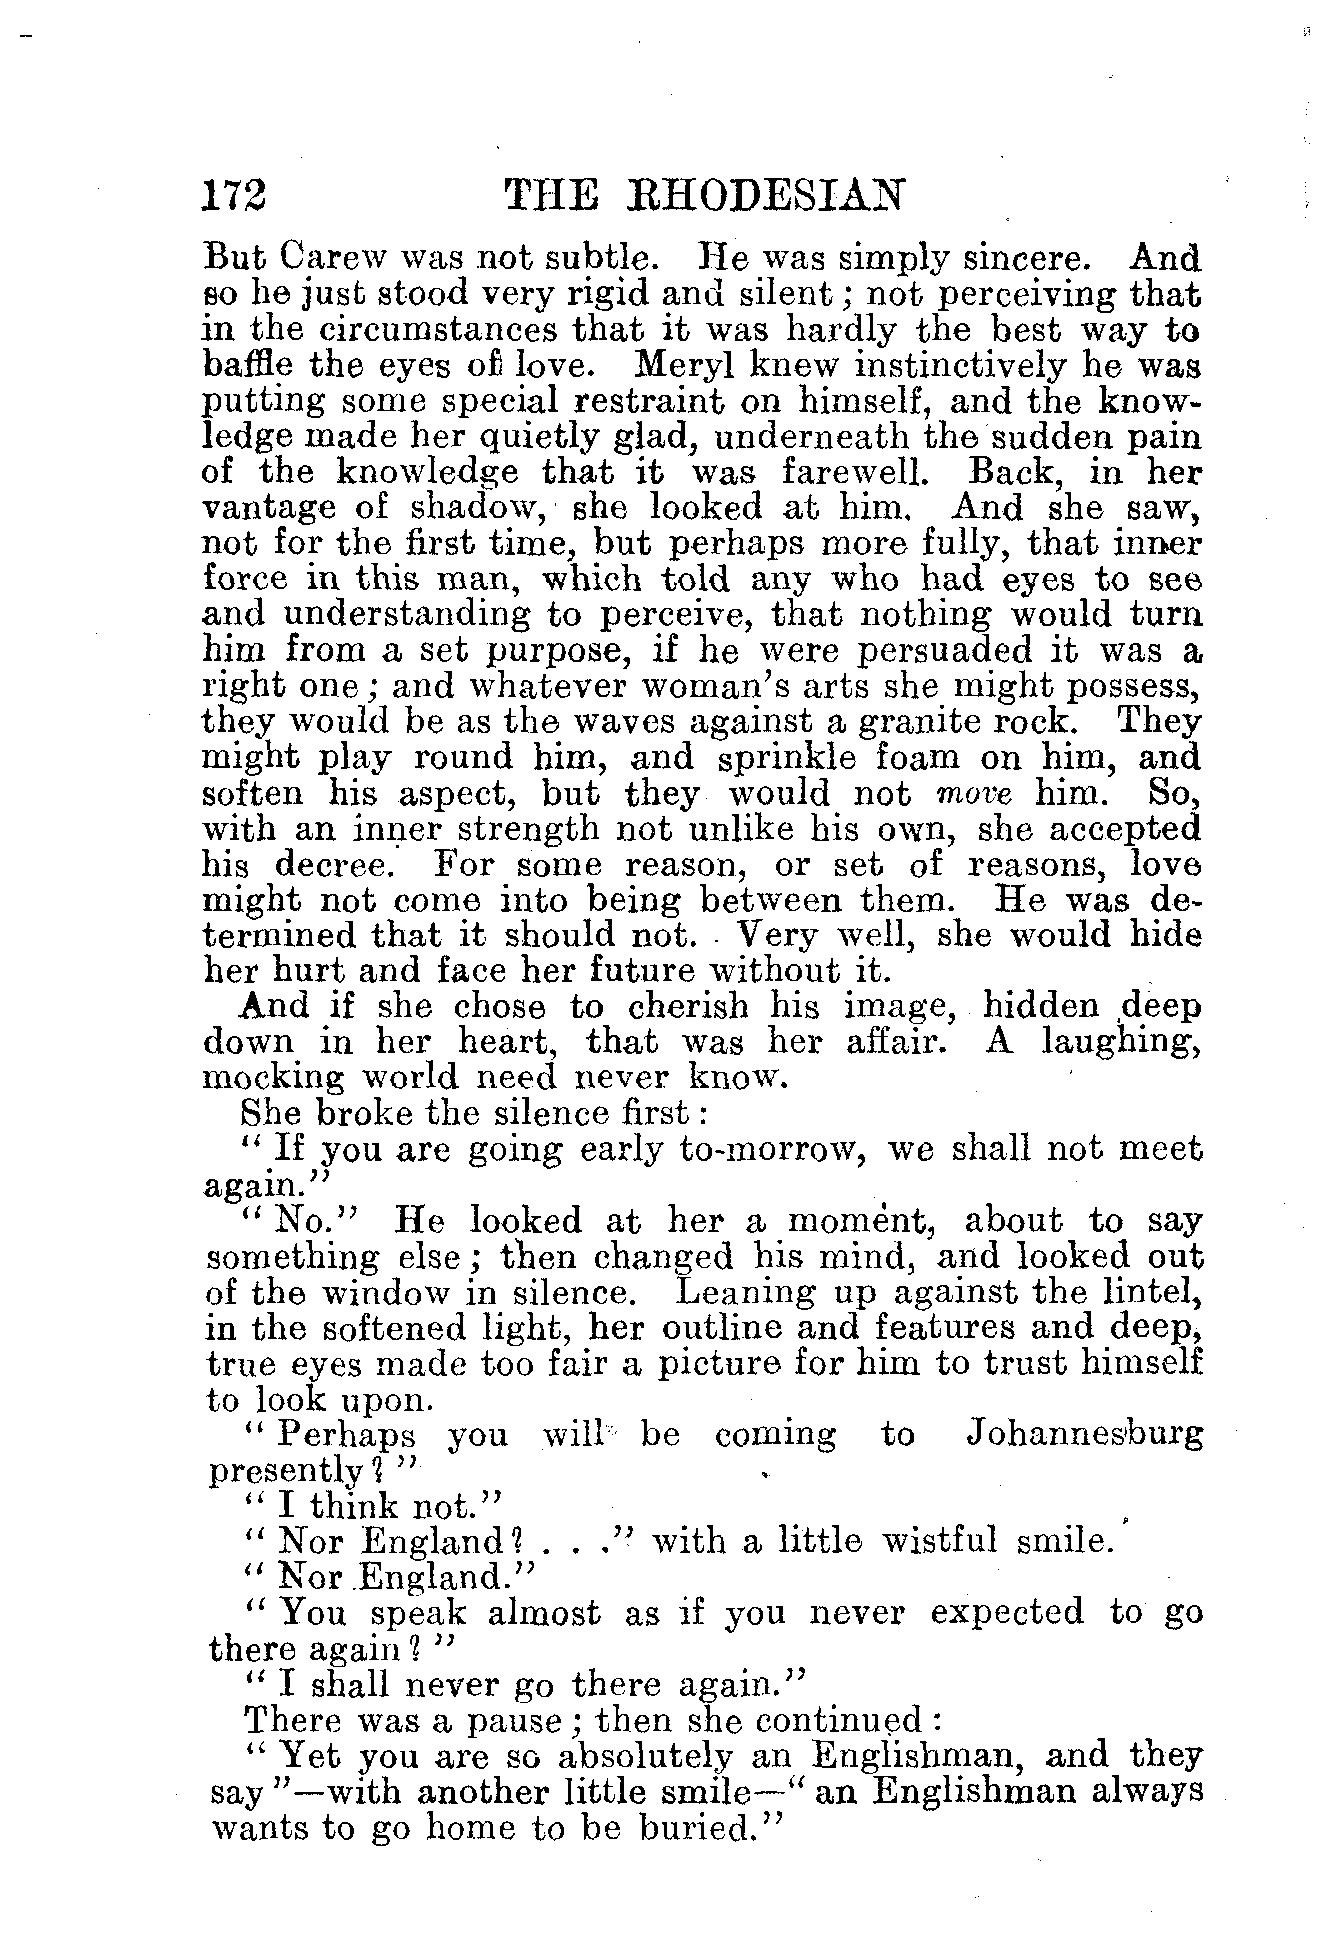 172 THE RHODESIAN
But Carew was not subtle. He was simply sincere. And
so he just stood very rigid and silent; not perceiving that
in the circumstances that it was hardly the best way to
baffle the eyes of love. Meryl knew instinctively he was
putting some special restraint on himself, and the know-
ledge made her quietly glad, underneath the sudden pain
of the knowledge that it was farewell. Back, in her
vantage of shadow, she looked at him. And she saw,
not for the first time, but perhaps more fully, that inner
force in this man, which told any who had eyes to see
and understanding to perceive, that nothing would turn
him from a set purpose, if he were persuaded it was a
right one; and whatever woman's arts she might possess,
they would be as the waves against a granite rock. They
might play round him, and sprinkle foam on him, and
soften his aspect, but they would not move him. So,
with an inner strength not unlike his own, she accepted
his decree. For some reason, or set of reasons, love
might not come into being between them. He was de-
termined that it should not. Very well, she would hide
her hurt and face her future without it.
And if she chose to cherish his image, hidden deep
down in her heart, that was her affair. A laughing,
mocking world need never know.
She broke the silence first:
"If you are going early to-morrow, we shall not meet
again."
"No." He looked at her a moment, about to say
something else; then changed his mind, and looked out
of the window in silence. Leaning up against the lintel,
in the softened light, her outline and features and deep,
true eyes made too fair a picture for him to trust himself
to look upon.
"Perhaps you will be coming to Johannesburg
presently?"
"I think not."
"Nor England? . . ." with a little wistful smile.
"Nor England."
"You speak almost as if you never expected to go
there again?"
"I shall never go there again."
There was a pause; then she continued:
"Yet you are so absolutely an Englishman, and they
say"—with another little smile—"an Englishman always
wants to go home to be buried."